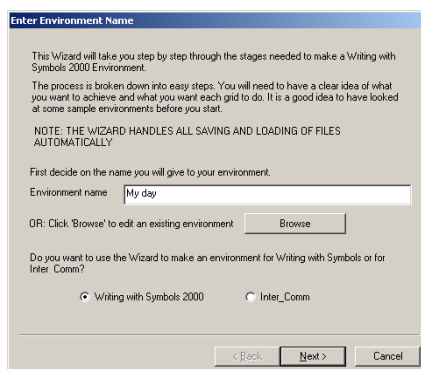 Enter Environment Name
This Wizard will take you step by step through the stages needed to make a Writing with
Symbols 2000 Environment.
The process is broken down into easy steps. You will need to have a clear idea of what
you want to achieve and what you want each grid to do. It is a good idea to have looked
at some sample environments before you start.
NOTE: THE WIZARD HANDLES ALL SAVING AND LOADING OF FILES
AUTOMATICALLY
First decide on the name you will give to your environment.
Environment name My day
OR: Click 'Browse' to edit an existing environment Browse
Do you want to use the Wizard to make an environment for Writing with Symbols or for
Inter Comm?
Writing with Symbols 2000 Inter_Comm
< Back Next > Cancel